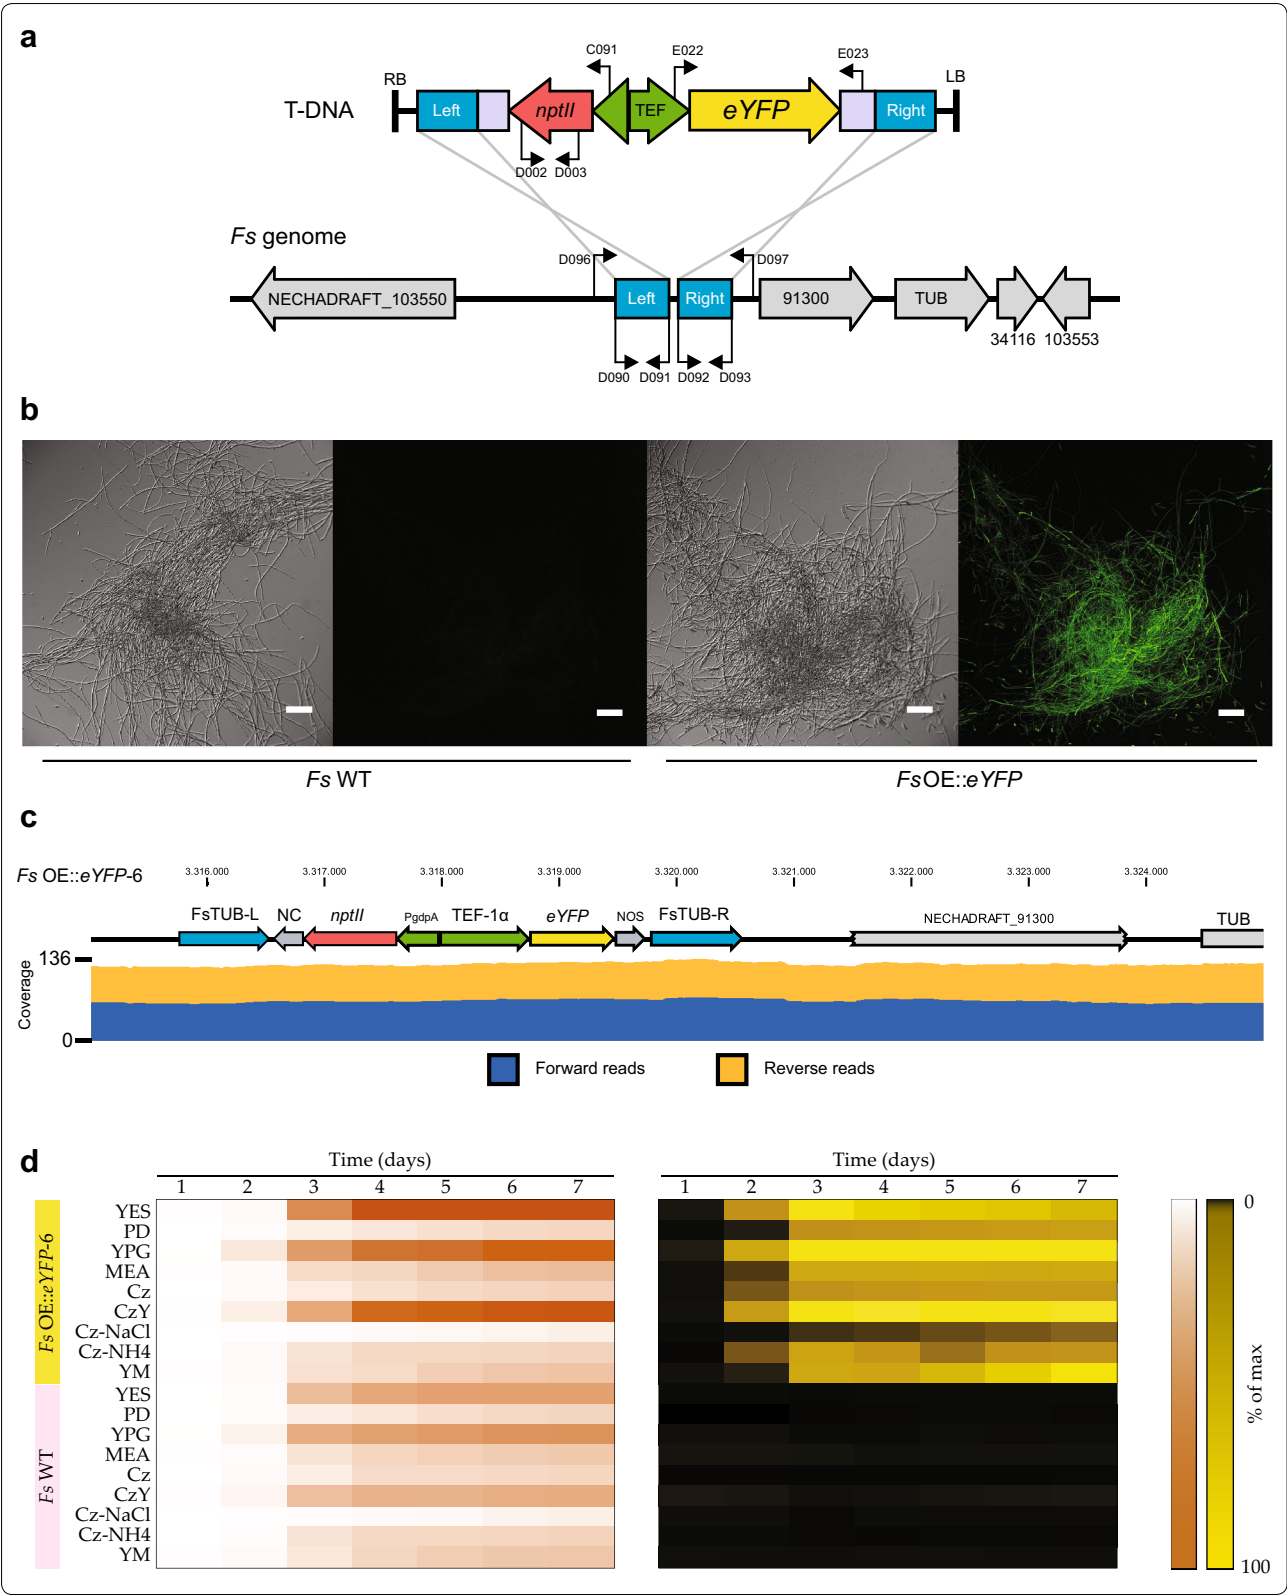 a
C091
E022
E023
RB
LB
T-DNA
Left
nptII
TEF
eYFP
Right
D002
D003
Fs genome
D096
D097
NECHADRAFT_103550
Left
Right
91300
TUB
34116
103553
D090
D091
D092
D093
b
Fs WT
FsOE::eYFP
c
Fs OE::eYFP-6
3.316.000
3.317.000
3.318.000
3.319.000
3.320.000
3.321.000
3.322.000
3.323.000
3.324.000
FsTUB-L
NC
nptII
PgdpA
TEF-1α
eYFP
NOS
FsTUB-R
NECHADRAFT_91300
TUB
136
Coverage
0
Forward reads
Reverse reads
d
Time (days)
Time (days)
1 2 3 4 5 6 7
1 2 3 4 5 6 7
Fs OE::eYFP-6
YES
PD
YPG
MEA
Cz
CzY
Cz-NaCl
Cz-NH4
YM
Fs WT
YES
PD
YPG
MEA
Cz
CzY
Cz-NaCl
Cz-NH4
YM
0
% of max
100